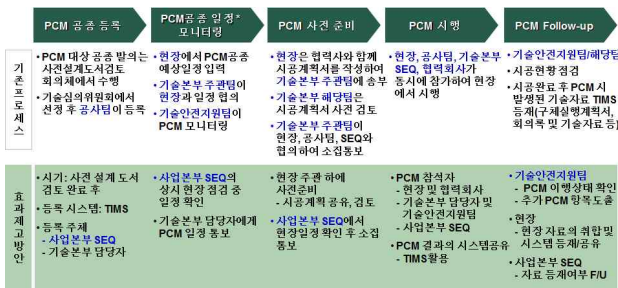 PCM 공종 등록
PCM공종 일정*
모니터링
PCM 사전 준비
PCM 시행
PCM Follow-up
기존프로세스
•PCM 대상 공종 발의는
사전설계도서검토
회의체에서 수행
•기술심의위원회에서
선정 후 공사팀이 등록
•현장에서 PCM공종
예상일정 입력
•기술본부 주관팀이
현장과 일정 협의
•기술안전지원팀이
PCM 모니터링
•현장은 협력사와 함께
시공계획서를 작성하여
기술본부 주관팀에 송부
•기술본부 해당팀은
시공계획서 사전 검토
•기술본부 주관팀이
현장, 공사팀, SEQ와
협의하여 소집통보
•현장, 공사팀, 기술본부
SEQ, 협력회사가
동시에 참가하여 현장
에서 시행
•기술안전지원팀/해당팀
•시공현황 점검
•시공완료 후 PCM 시
발생된 기술자료 TIMS
등재(구체실행계획서,
회의록 및 기술자료 등)
효과제고방안
•시기: 사전 설계 도서
검토 완료 후
•등록 시스템: TIMS
•등록 주체
- 사업본부 SEQ
- 기술본부 담당자
•사업본부 SEQ의
상시 현장 점검 중
일정 확인
•기술본부 담당자에게
PCM 일정 통보
•현장 주관 하에
사전준비
- 시공계획 공유, 검토
•사업본부 SEQ에서
현장일정 확인 후 소집
통보
•PCM 참석자
- 현장 및 협력회사
- 기술본부 담당자 및
기술안전지원팀
- 사업본부 SEQ
•PCM 결과의 시스템공유
- TIMS활용
•기술안전지원팀
- PCM 이행상태 확인
- 추가 PCM 항목도출
•현장
- 현장 자료의 취합 및
시스템 등재/공유
•사업본부 SEQ
- 자료 등재여부 F/U